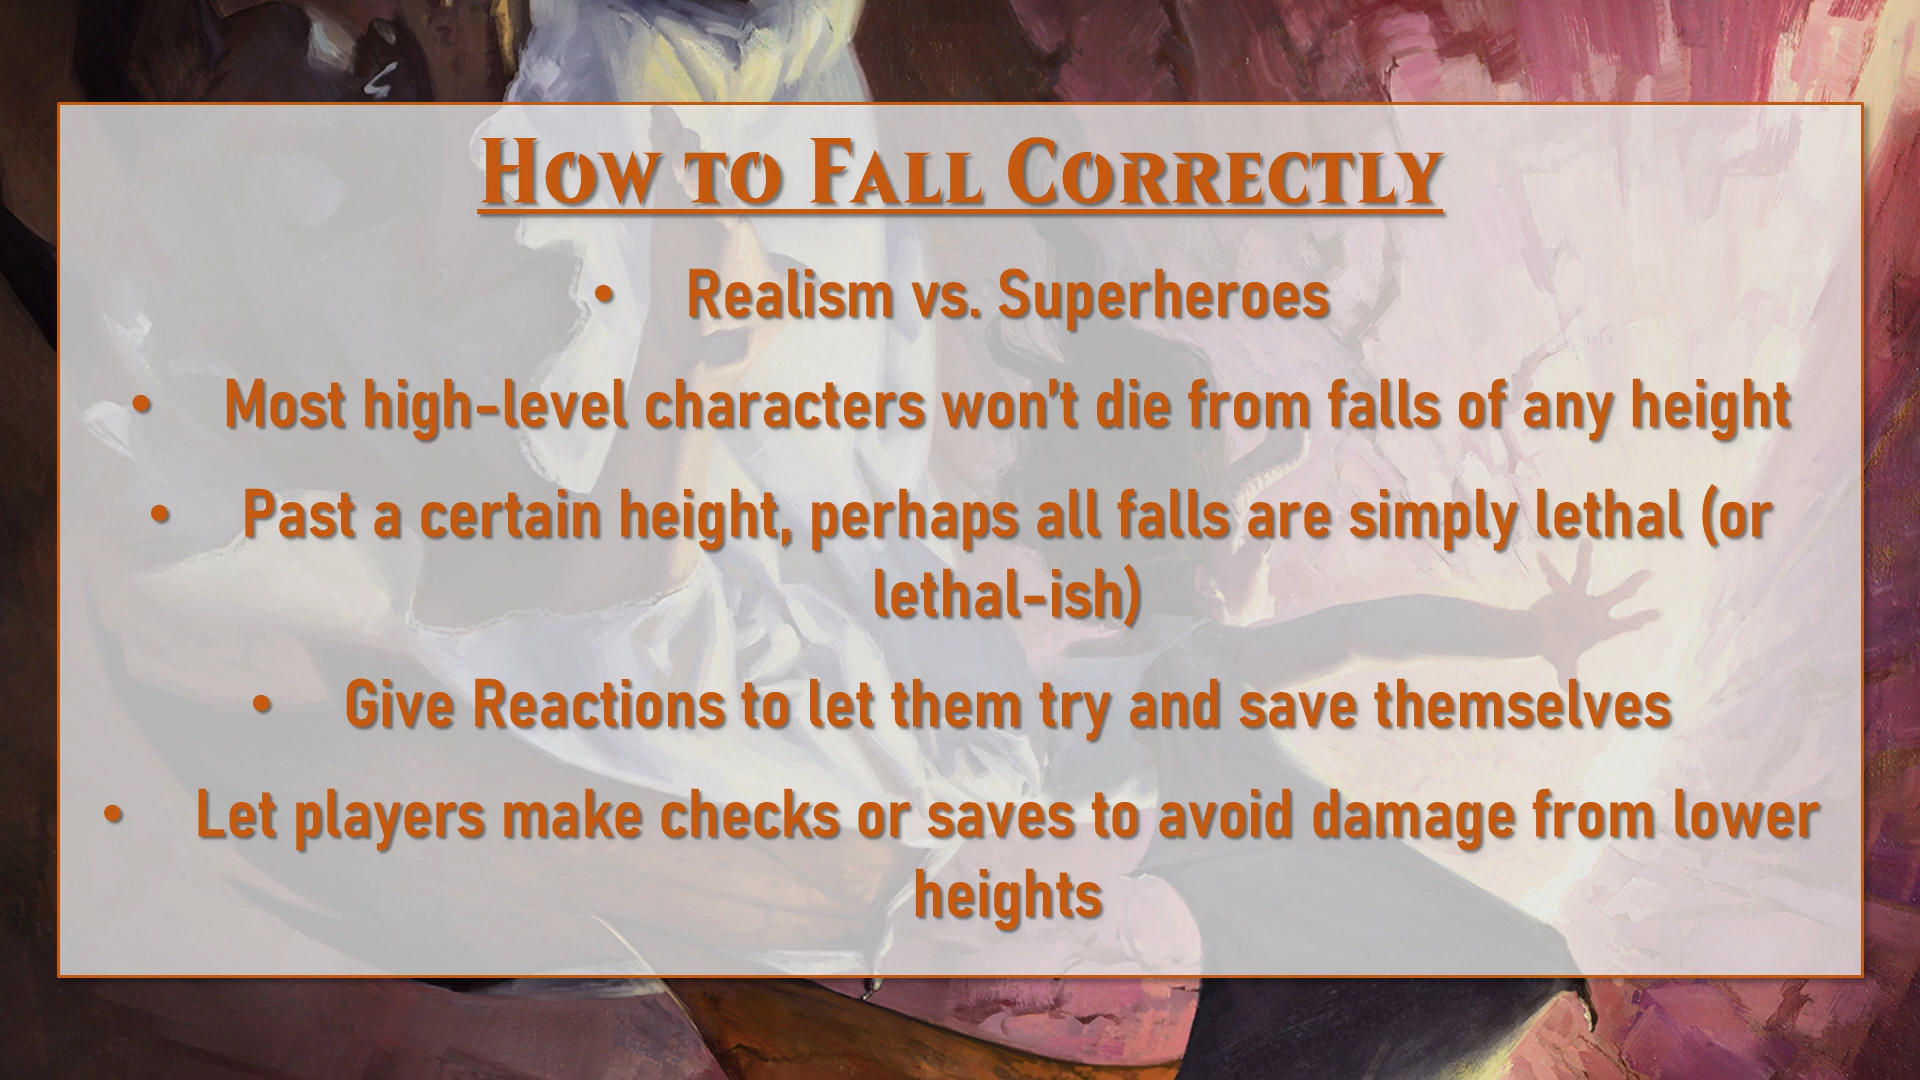 How to Fall Correctly
• Realism vs. Superheroes
• Most high-level characters won't die from falls of any height
• Past a certain height, perhaps all falls are simply lethal (or
lethal-ish)
• Give Reactions to let them try and save themselves
• Let players make checks or saves to avoid damage from lower
heights